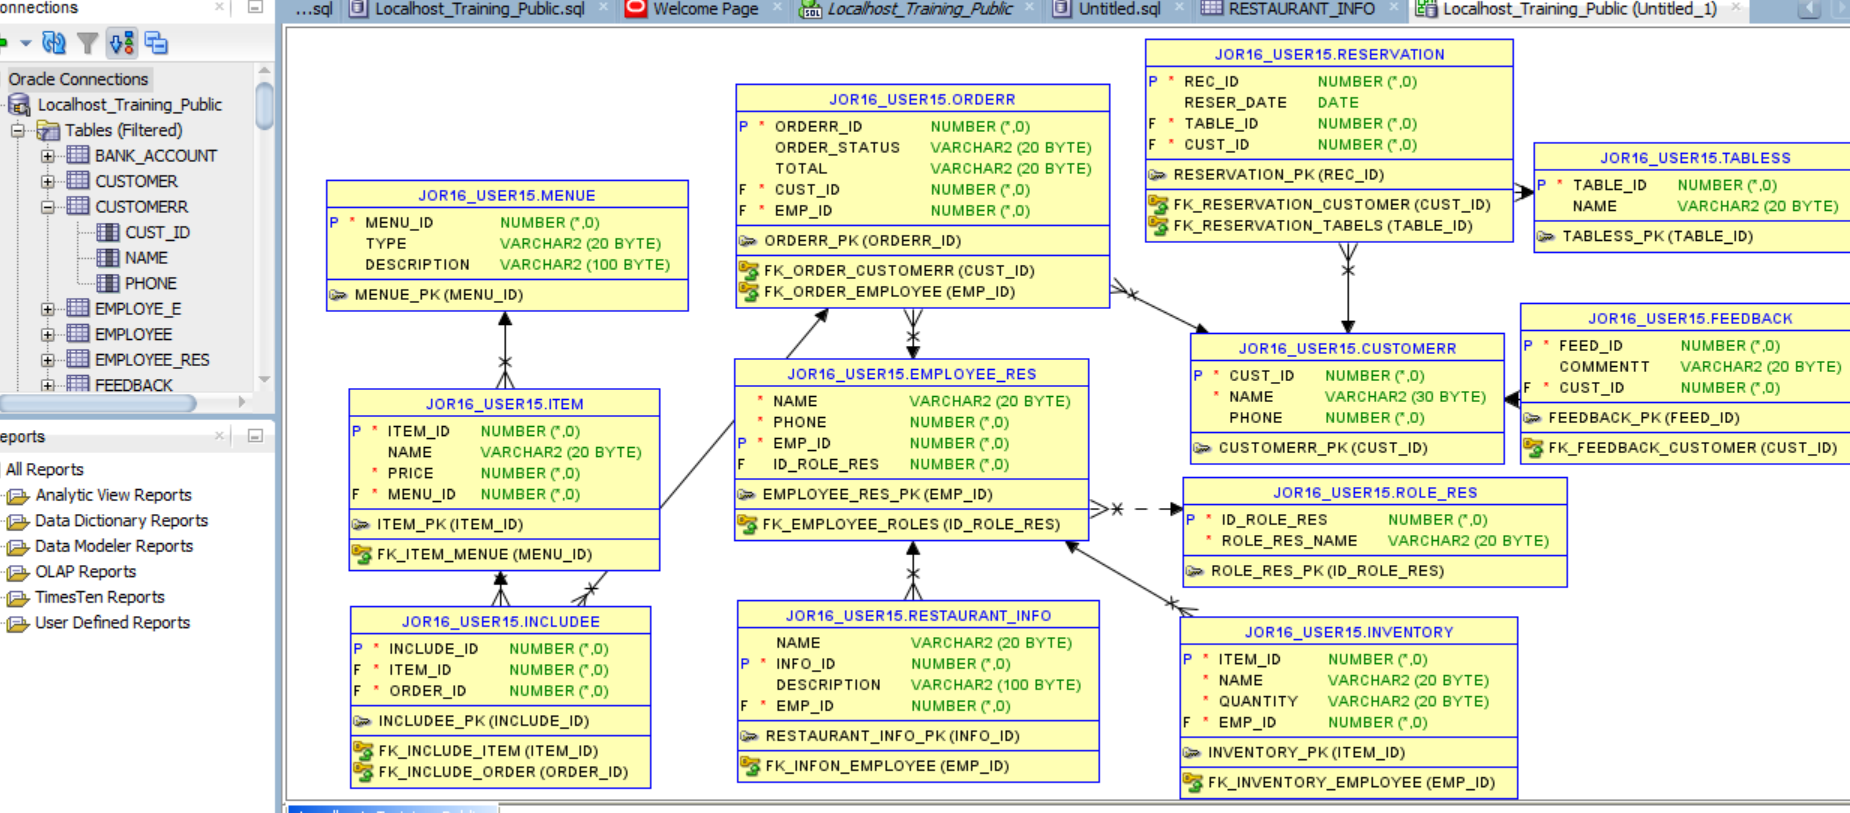 onnections
...sql
Localhost_Training_Public.sql
Welcome Page
Localhost_Training_Public
Untitled.sql
RESTAURANT_INFO
Localhost_Training_Public (Untitled_1)
Oracle Connections
Localhost_Training_Public
Tables (Filtered)
BANK_ACCOUNT
CUSTOMER
CUSTOMERR
CUST_ID
NAME
PHONE
EMPLOYE_E
EMPLOYEE
EMPLOYEE_RES
FEEDBACK
eports
All Reports
Analytic View Reports
Data Dictionary Reports
Data Modeler Reports
OLAP Reports
TimesTen Reports
User Defined Reports
JOR16_USER15.MENUE
P * MENU_ID NUMBER (*,0)
TYPE VARCHAR2 (20 BYTE)
DESCRIPTION VARCHAR2 (100 BYTE)
MENUE_PK (MENU_ID)
JOR16_USER15.ITEM
P * ITEM_ID NUMBER (*,0)
NAME VARCHAR2 (20 BYTE)
* PRICE NUMBER (*,0)
F * MENU_ID NUMBER (*,0)
ITEM_PK (ITEM_ID)
FK_ITEM_MENUE (MENU_ID)
JOR16_USER15.INCLUDEE
P * INCLUDE_ID NUMBER (*,0)
F * ITEM_ID NUMBER (*,0)
F * ORDER_ID NUMBER (*,0)
INCLUDEE_PK (INCLUDE_ID)
FK_INCLUDE_ITEM (ITEM_ID)
FK_INCLUDE_ORDER (ORDER_ID)
JOR16_USER15.ORDERR
P * ORDERR_ID NUMBER (*,0)
ORDER_STATUS VARCHAR2 (20 BYTE)
TOTAL VARCHAR2 (20 BYTE)
F * CUST_ID NUMBER (*,0)
F * EMP_ID NUMBER (*,0)
ORDERR_PK (ORDERR_ID)
FK_ORDER_CUSTOMERR (CUST_ID)
FK_ORDER_EMPLOYEE (EMP_ID)
JOR16_USER15.EMPLOYEE_RES
* NAME VARCHAR2 (20 BYTE)
* PHONE NUMBER (*,0)
P * EMP_ID NUMBER (*,0)
F ID_ROLE_RES NUMBER (*,0)
EMPLOYEE_RES_PK (EMP_ID)
FK_EMPLOYEE_ROLES (ID_ROLE_RES)
JOR16_USER15.RESTAURANT_INFO
NAME VARCHAR2 (20 BYTE)
P * INFO_ID NUMBER (*,0)
DESCRIPTION VARCHAR2 (100 BYTE)
F * EMP_ID NUMBER (*,0)
RESTAURANT_INFO_PK (INFO_ID)
FK_INFON_EMPLOYEE (EMP_ID)
JOR16_USER15.RESERVATION
P * REC_ID NUMBER (*,0)
RESER_DATE DATE
F * TABLE_ID NUMBER (*,0)
F * CUST_ID NUMBER (*,0)
RESERVATION_PK (REC_ID)
FK_RESERVATION_CUSTOMER (CUST_ID)
FK_RESERVATION_TABELS (TABLE_ID)
JOR16_USER15.TABLESS
P * TABLE_ID NUMBER (*,0)
NAME VARCHAR2 (20 BYTE)
TABLESS_PK (TABLE_ID)
JOR16_USER15.CUSTOMERR
P * CUST_ID NUMBER (*,0)
* NAME VARCHAR2 (30 BYTE)
PHONE NUMBER (*,0)
CUSTOMERR_PK (CUST_ID)
JOR16_USER15.FEEDBACK
P * FEED_ID NUMBER (*,0)
COMMENTT VARCHAR2 (20 BYTE)
F * CUST_ID NUMBER (*,0)
FEEDBACK_PK (FEED_ID)
FK_FEEDBACK_CUSTOMER (CUST_ID)
JOR16_USER15.ROLE_RES
P * ID_ROLE_RES NUMBER (*,0)
* ROLE_RES_NAME VARCHAR2 (20 BYTE)
ROLE_RES_PK (ID_ROLE_RES)
JOR16_USER15.INVENTORY
P * ITEM_ID NUMBER (*,0)
* NAME VARCHAR2 (20 BYTE)
* QUANTITY VARCHAR2 (20 BYTE)
F * EMP_ID NUMBER (*,0)
INVENTORY_PK (ITEM_ID)
FK_INVENTORY_EMPLOYEE (EMP_ID)